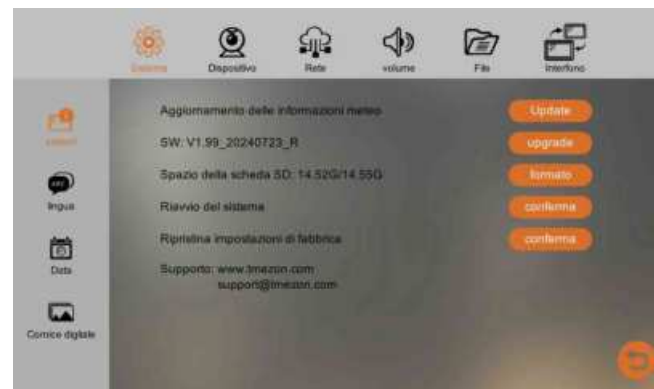 Sistema Dispositivo Rete volume File Interfono
Aggiornamento delle informazioni meteo Update
SW: V1.99_20240723_R upgrade
Spazio della scheda SD: 14.52G/14.55G formato
lingua
Riavvio del sistema conferma
Ripristina impostazioni di fabbrica conferma
Data
Supporto: www.tmezon.com
support@tmezon.com
Cornice digitale